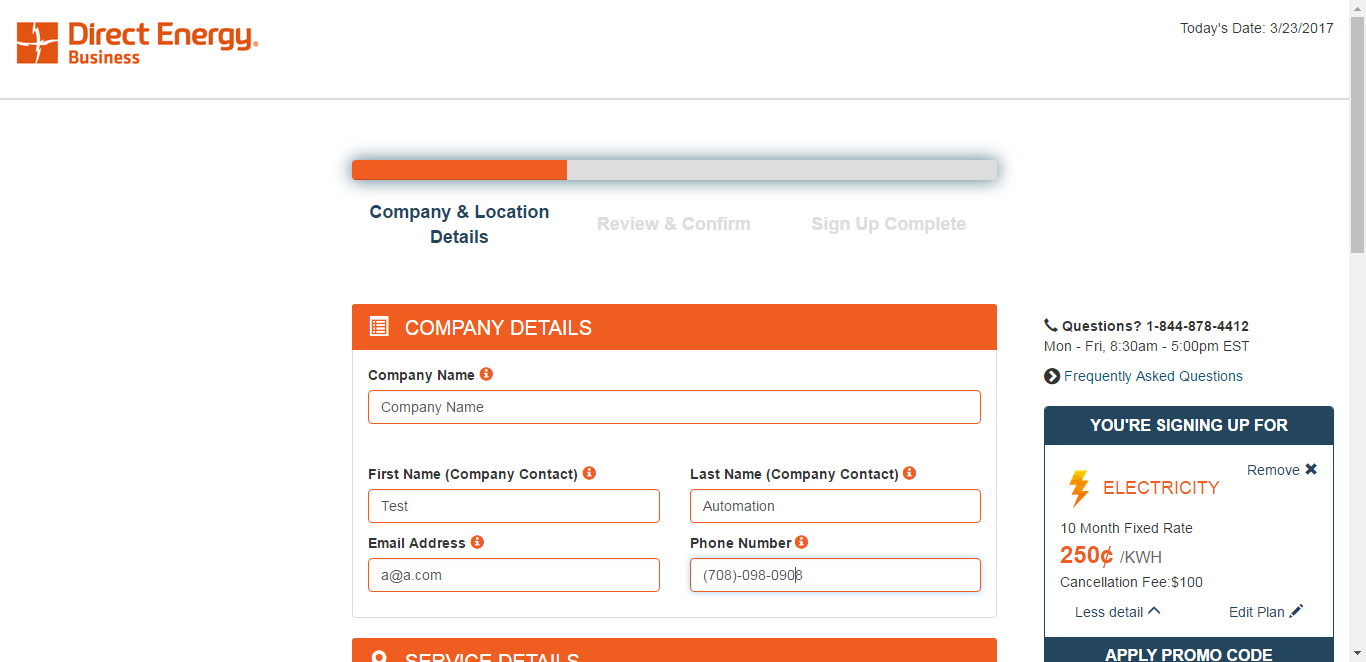 Direct Energy®
Business
Today's Date: 3/23/2017
Company & Location
Details
Review & Confirm
Sign Up Complete
COMPANY DETAILS
Company Name
Company Name
First Name (Company Contact)
Last Name (Company Contact)
Test
Automation
Email Address
Phone Number
a@a.com
(708)-098-0908
SERVICE DETAILS
Questions? 1-844-878-4412
Mon - Fri, 8:30am - 5:00pm EST
Frequently Asked Questions
YOU'RE SIGNING UP FOR
Remove
ELECTRICITY
10 Month Fixed Rate
250¢ /KWH
Cancellation Fee:$100
Less detail
Edit Plan
APPLY PROMO CODE